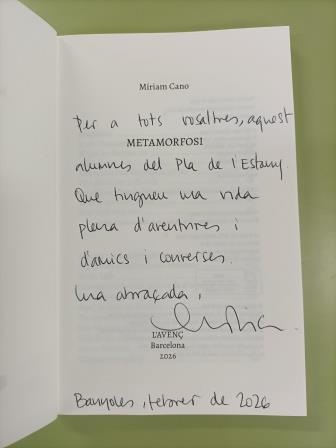 Míriam Cano
Per a tots vosaltres, aquest
METAMORFOSI
alumnes del Pla de l'Estany.
Que tingueu una vida
plena d'aventures i
d'amics i converses.
Una abraçada,
L'AVENÇ
Barcelona
2026
Banyoles, febrer de 2026